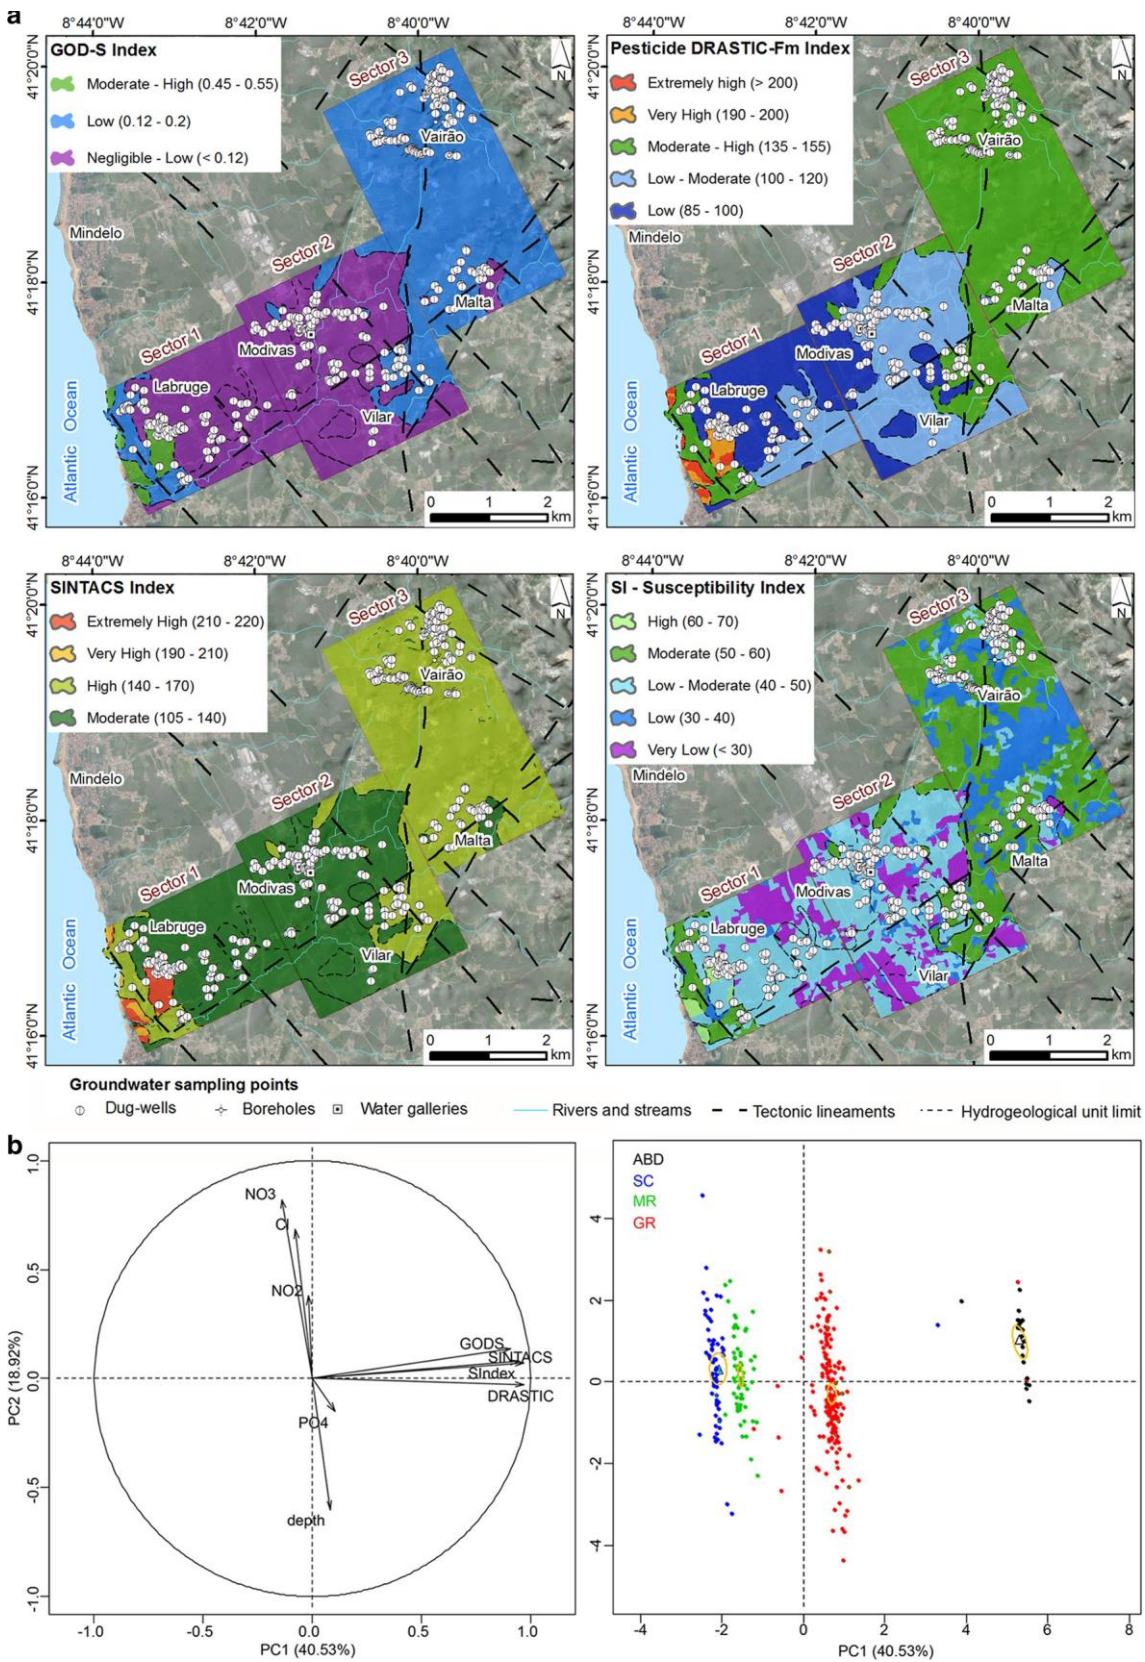 a
8°44'0"W 8°42'0"W 8°40'0"W
8°44'0"W 8°42'0"W 8°40'0"W
41°20'0"N
41°18'0"N
41°16'0"N
GOD-S Index
Moderate - High (0.45 - 0.55)
Low (0.12 - 0.2)
Negligible - Low (< 0.12)
Sector 3
Sector 2
Sector 1
N
Vairão
Mindelo
Malta
Modivas
Labruge
Vilar
Atlantic Ocean
0 1 2
km
41°20'0"N
41°18'0"N
41°16'0"N
Pesticide DRASTIC-Fm Index
Extremely high (> 200)
Very High (190 - 200)
Moderate - High (135 - 155)
Low - Moderate (100 - 120)
Low (85 - 100)
Sector 3
Sector 2
Sector 1
N
Vairão
Mindelo
Malta
Modivas
Labruge
Vilar
Atlantic Ocean
0 1 2
km
8°44'0"W 8°42'0"W 8°40'0"W
8°44'0"W 8°42'0"W 8°40'0"W
41°20'0"N
41°18'0"N
41°16'0"N
SINTACS Index
Extremely High (210 - 220)
Very High (190 - 210)
High (140 - 170)
Moderate (105 - 140)
Sector 3
Sector 2
Sector 1
N
Vairão
Mindelo
Malta
Modivas
Labruge
Vilar
Atlantic Ocean
0 1 2
km
41°20'0"N
41°18'0"N
41°16'0"N
SI - Susceptibility Index
High (60 - 70)
Moderate (50 - 60)
Low - Moderate (40 - 50)
Low (30 - 40)
Very Low (< 30)
Sector 3
Sector 2
Sector 1
N
Vairão
Mindelo
Malta
Modivas
Labruge
Vilar
Atlantic Ocean
0 1 2
km
Groundwater sampling points
Dug-wells Boreholes Water galleries Rivers and streams Tectonic lineaments Hydrogeological unit limit
b
PC2 (18.92%)
1.0
0.5
0.0
-0.5
-1.0
NO3
Cl
NO2
GODS
SINTACS
SIndex
DRASTIC
PO4
depth
-1.0 -0.5 0.0 0.5 1.0
PC1 (40.53%)
ABD
SC
MR
GR
4
2
0
-2
-4
-4 -2 0 2 4 6 8
PC1 (40.53%)